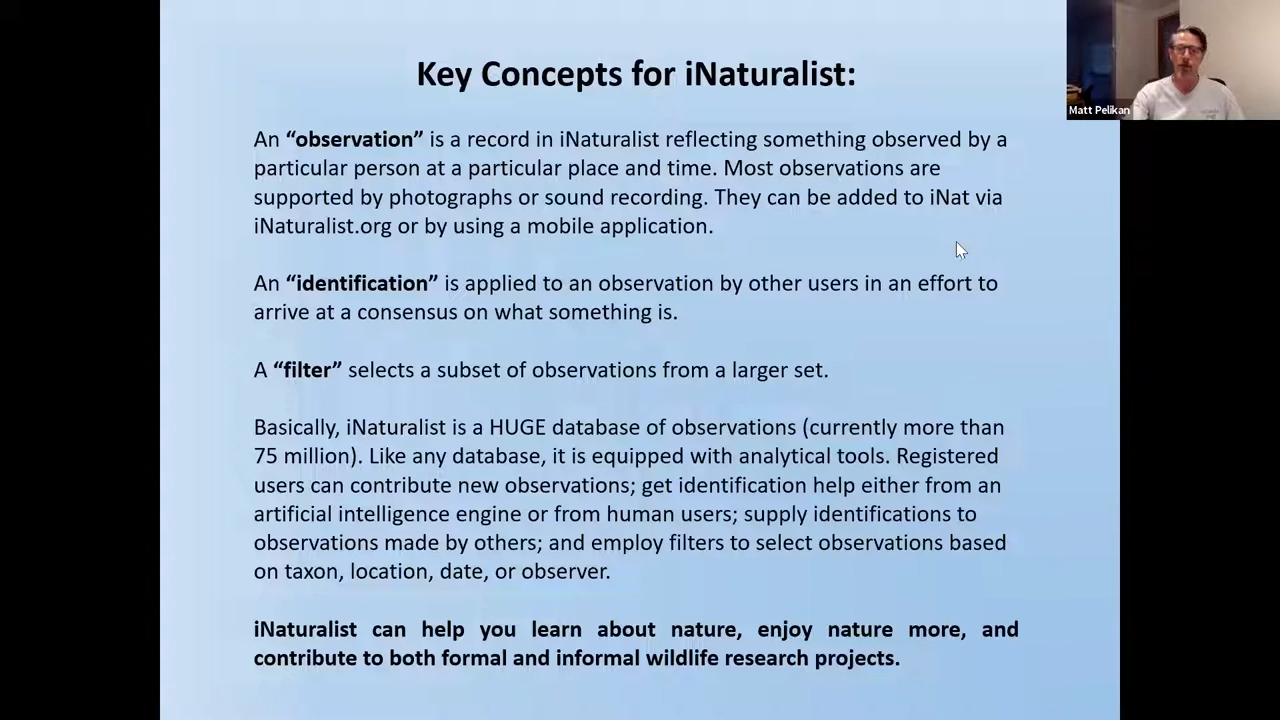 Key Concepts for iNaturalist:
Matt Pelikan
An “observation” is a record in iNaturalist reflecting something observed by a
particular person at a particular place and time. Most observations are
supported by photographs or sound recording. They can be added to iNat via
iNaturalist.org or by using a mobile application.
An “identification” is applied to an observation by other users in an effort to
arrive at a consensus on what something is.
A “filter” selects a subset of observations from a larger set.
Basically, iNaturalist is a HUGE database of observations (currently more than
75 million). Like any database, it is equipped with analytical tools. Registered
users can contribute new observations; get identification help either from an
artificial intelligence engine or from human users; supply identifications to
observations made by others; and employ filters to select observations based
on taxon, location, date, or observer.
iNaturalist can help you learn about nature, enjoy nature more, and
contribute to both formal and informal wildlife research projects.